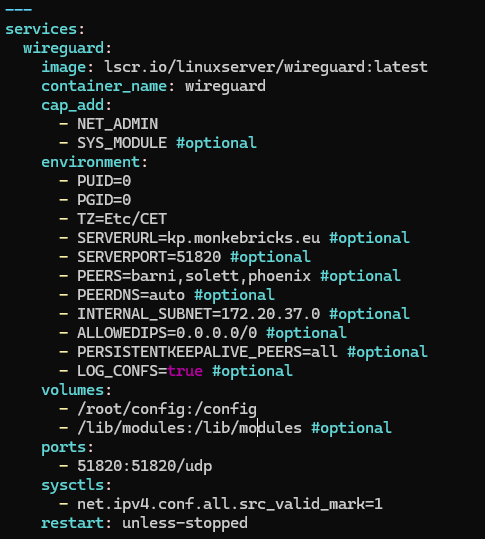 ---
services:
  wireguard:
    image: lscr.io/linuxserver/wireguard:latest
    container_name: wireguard
    cap_add:
      - NET_ADMIN
      - SYS_MODULE #optional
    environment:
      - PUID=0
      - PGID=0
      - TZ=Etc/CET
      - SERVERURL=kp.monkebricks.eu #optional
      - SERVERPORT=51820 #optional
      - PEERS=barni,solett,phoenix #optional
      - PEERDNS=auto #optional
      - INTERNAL_SUBNET=172.20.37.0 #optional
      - ALLOWEDIPS=0.0.0.0/0 #optional
      - PERSISTENTKEEPALIVE_PEERS=all #optional
      - LOG_CONFS=true #optional
    volumes:
      - /root/config:/config
      - /lib/modules:/lib/modules #optional
    ports:
      - 51820:51820/udp
    sysctls:
      - net.ipv4.conf.all.src_valid_mark=1
    restart: unless-stopped